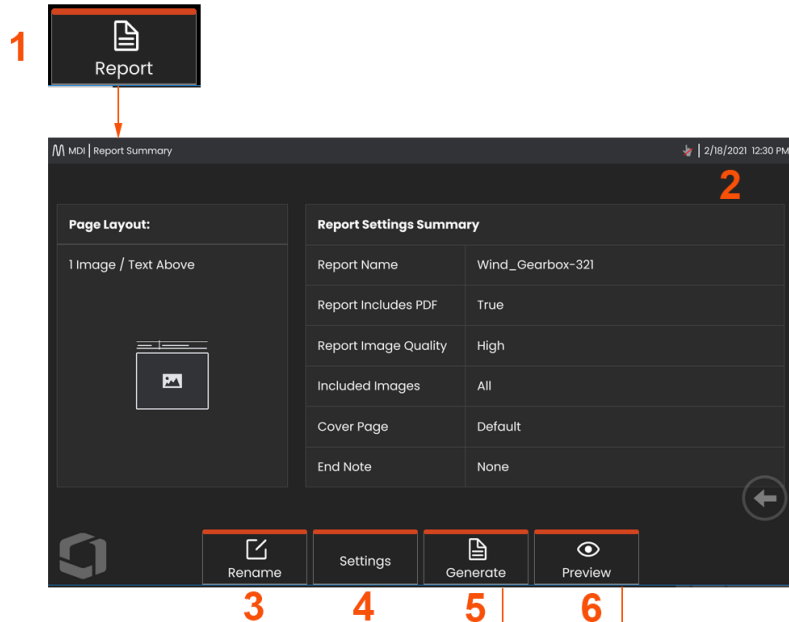 1
Report
MDI | Report Summary
2/18/2021 12:30 PM
2
Page Layout:
1 Image / Text Above
Report Settings Summary
Report Name Wind_Gearbox-321
Report Includes PDF True
Report Image Quality High
Included Images All
Cover Page Default
End Note None
Rename
Settings
Generate
Preview
3
4
5
6